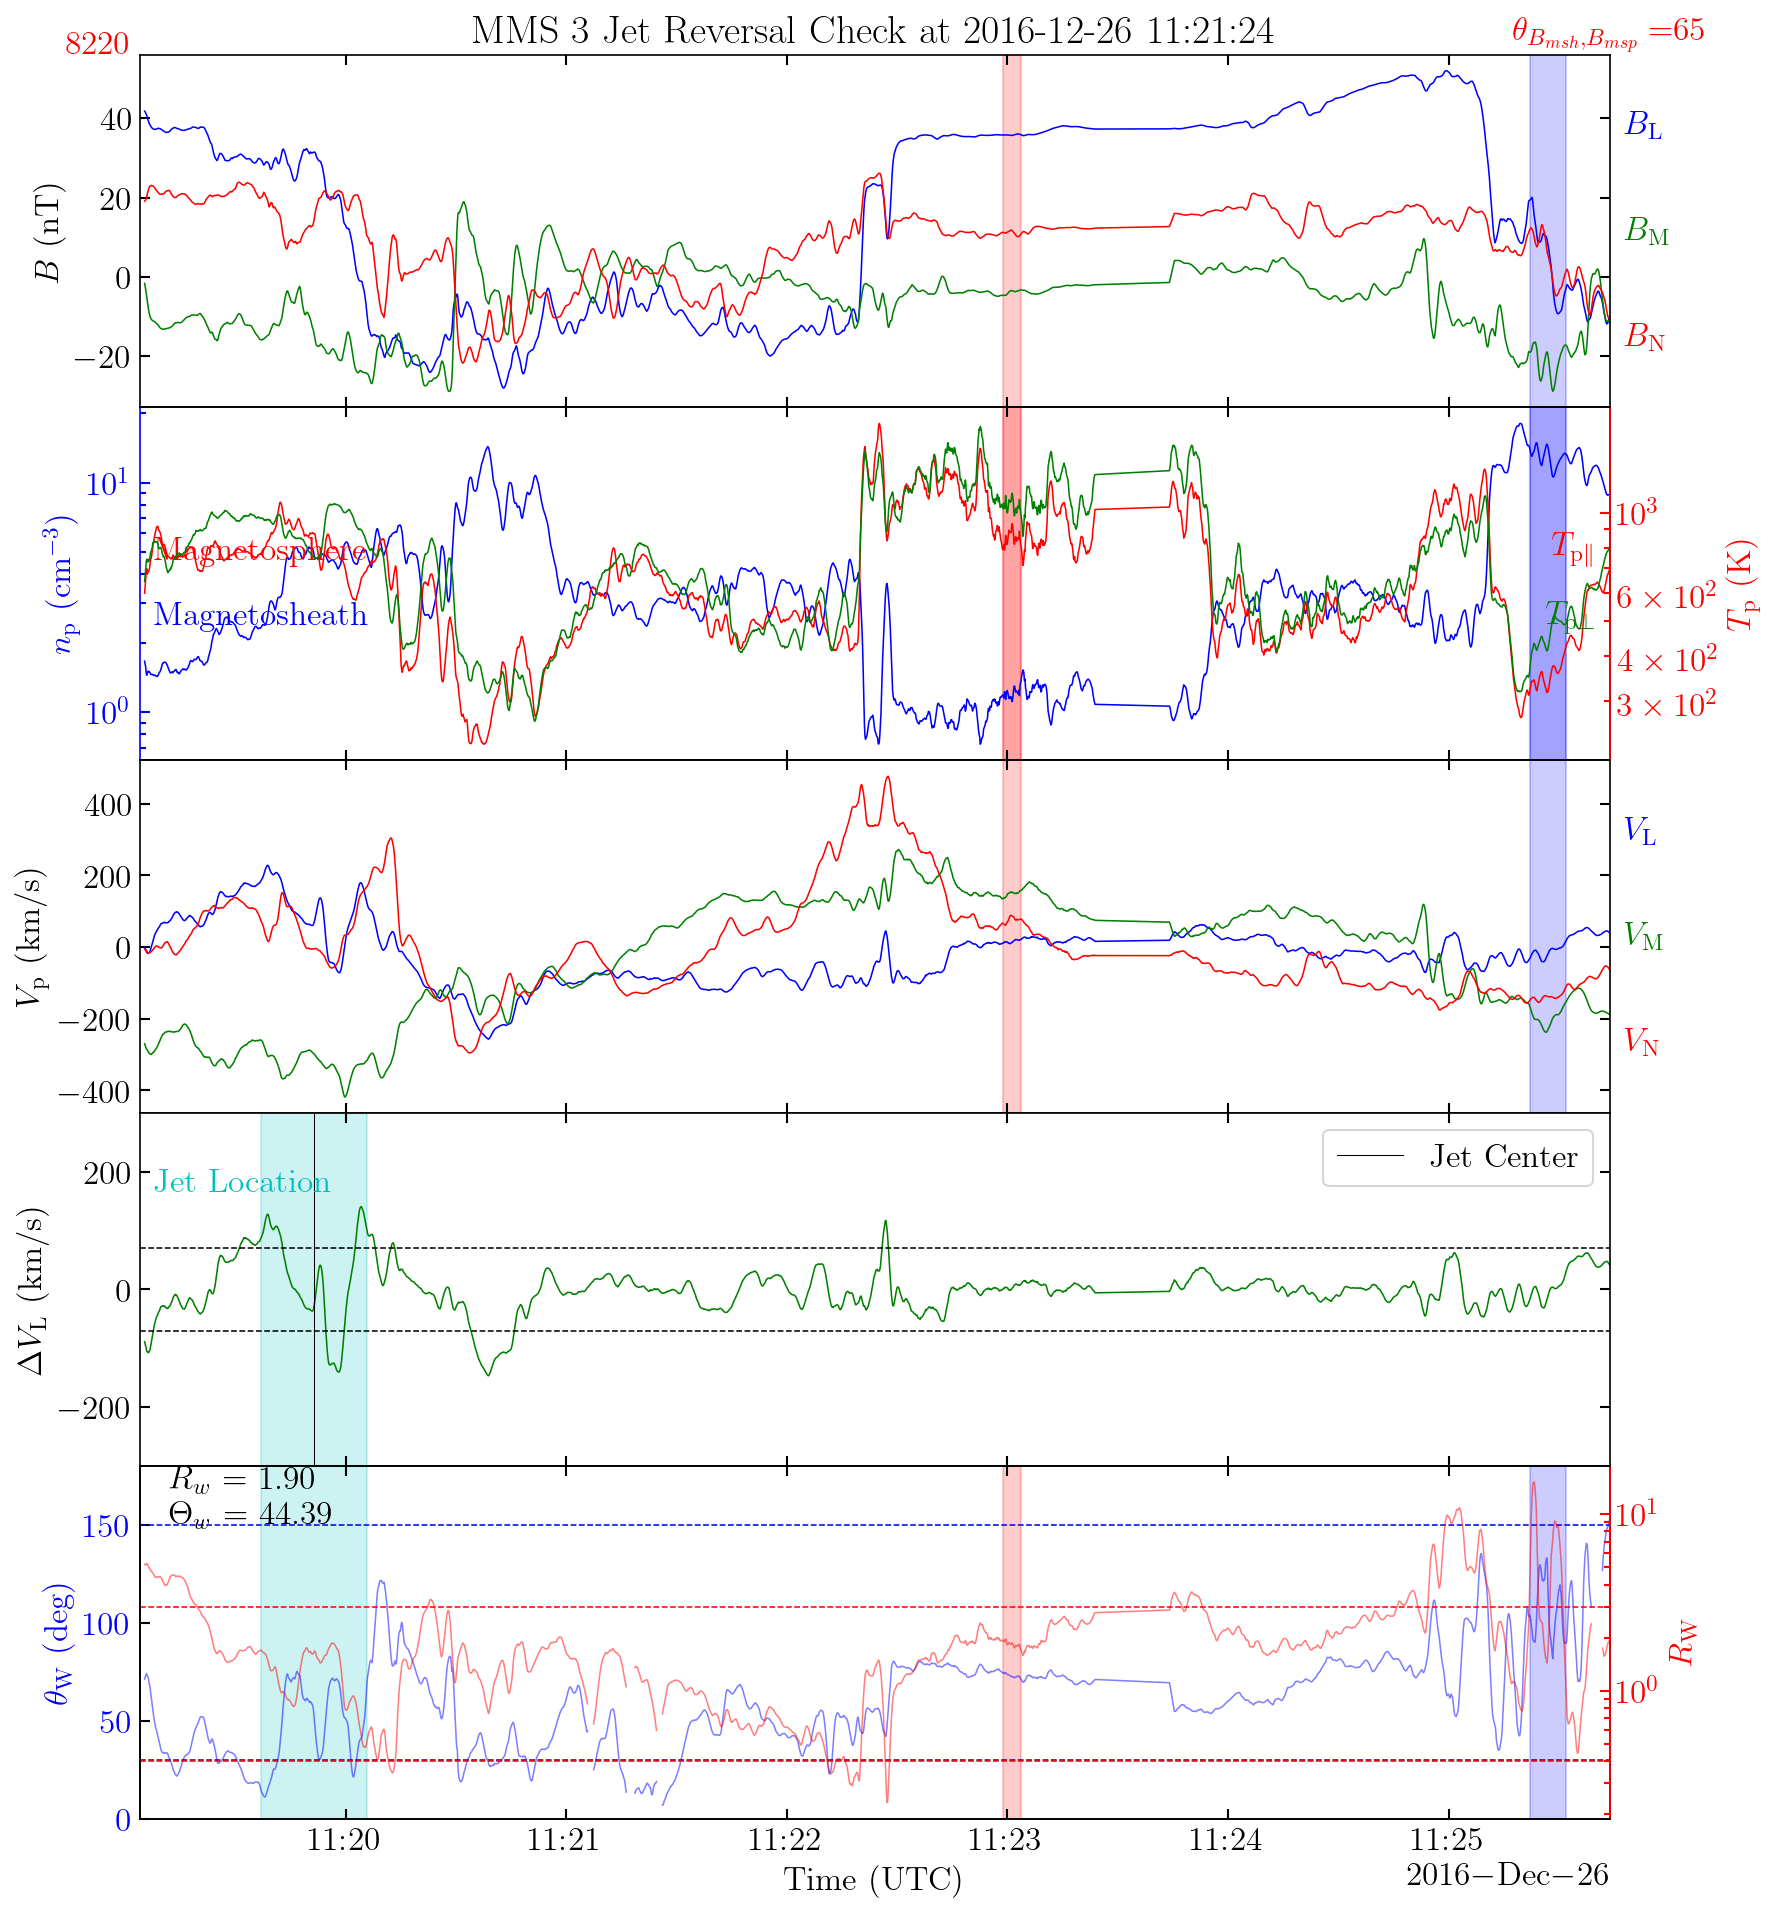 MMS 3 Jet Reversal Check at 2016-12-26 11:21:24
8220
θ_{B_{msh},B_{msp}} =65
40
20
0
−20
B (nT)
B_L
B_M
B_N
10^1
10^0
n_p (cm^{−3})
Magnetosphere
Magnetosheath
T_{p∥}
T_{p⊥}
10^3
6 × 10^2
4 × 10^2
3 × 10^2
T_p (K)
400
200
0
−200
−400
V_p (km/s)
V_L
V_M
V_N
200
0
−200
ΔV_L (km/s)
Jet Location
Jet Center
R_w = 1.90
Θ_w = 44.39
150
100
50
0
θ_W (deg)
10^1
10^0
R_W
11:20
11:21
11:22
11:23
11:24
11:25
Time (UTC)
2016−Dec−26